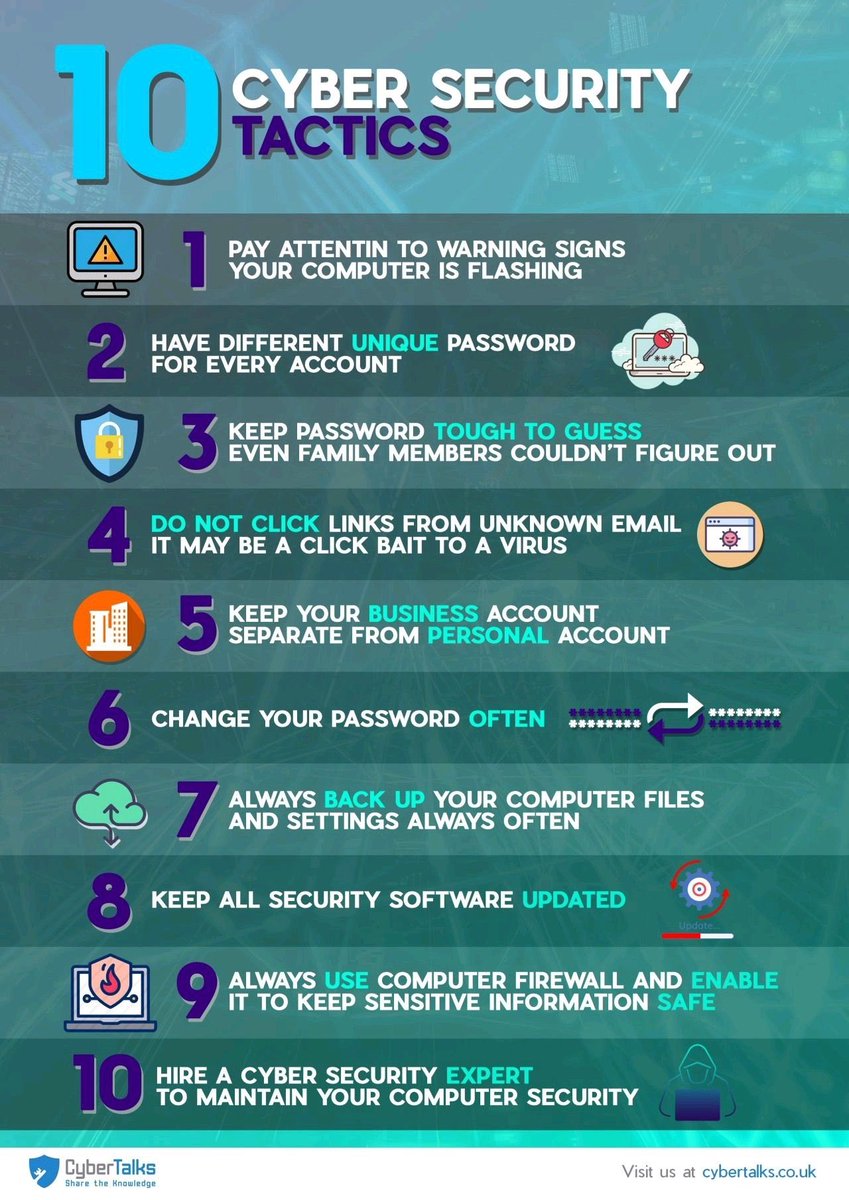 10 CYBER SECURITY
TACTICS
1 PAY ATTENTIN TO WARNING SIGNS
YOUR COMPUTER IS FLASHING
2 HAVE DIFFERENT UNIQUE PASSWORD
FOR EVERY ACCOUNT
3 KEEP PASSWORD TOUGH TO GUESS
EVEN FAMILY MEMBERS COULDN'T FIGURE OUT
4 DO NOT CLICK LINKS FROM UNKNOWN EMAIL
IT MAY BE A CLICK BAIT TO A VIRUS
5 KEEP YOUR BUSINESS ACCOUNT
SEPARATE FROM PERSONAL ACCOUNT
6 CHANGE YOUR PASSWORD OFTEN
7 ALWAYS BACK UP YOUR COMPUTER FILES
AND SETTINGS ALWAYS OFTEN
8 KEEP ALL SECURITY SOFTWARE UPDATED
Update...
9 ALWAYS USE COMPUTER FIREWALL AND ENABLE
IT TO KEEP SENSITIVE INFORMATION SAFE
10 HIRE A CYBER SECURITY EXPERT
TO MAINTAIN YOUR COMPUTER SECURITY
CyberTalks
Share the Knowledge
Visit us at cybertalks.co.uk